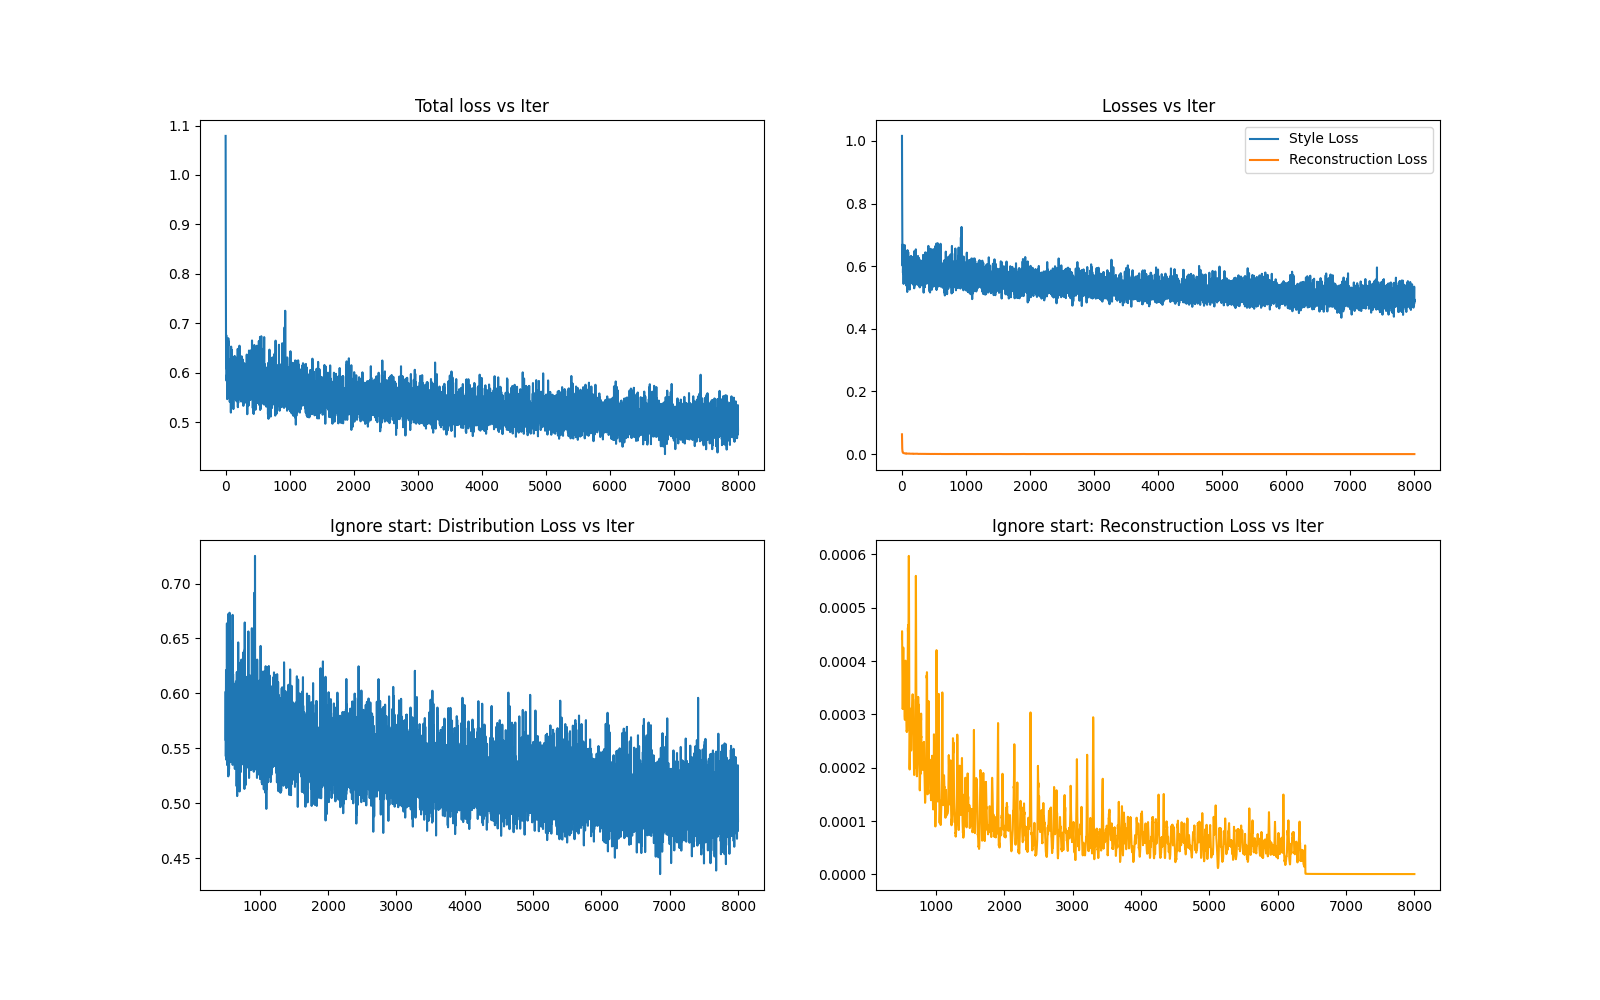 Total loss vs Iter
1.1
1.0
0.9
0.8
0.7
0.6
0.5
0 1000 2000 3000 4000 5000 6000 7000 8000
Losses vs Iter
Style Loss
Reconstruction Loss
1.0
0.8
0.6
0.4
0.2
0.0
0 1000 2000 3000 4000 5000 6000 7000 8000
Ignore start: Distribution Loss vs Iter
0.70
0.65
0.60
0.55
0.50
0.45
1000 2000 3000 4000 5000 6000 7000 8000
Ignore start: Reconstruction Loss vs Iter
0.0006
0.0005
0.0004
0.0003
0.0002
0.0001
0.0000
1000 2000 3000 4000 5000 6000 7000 8000